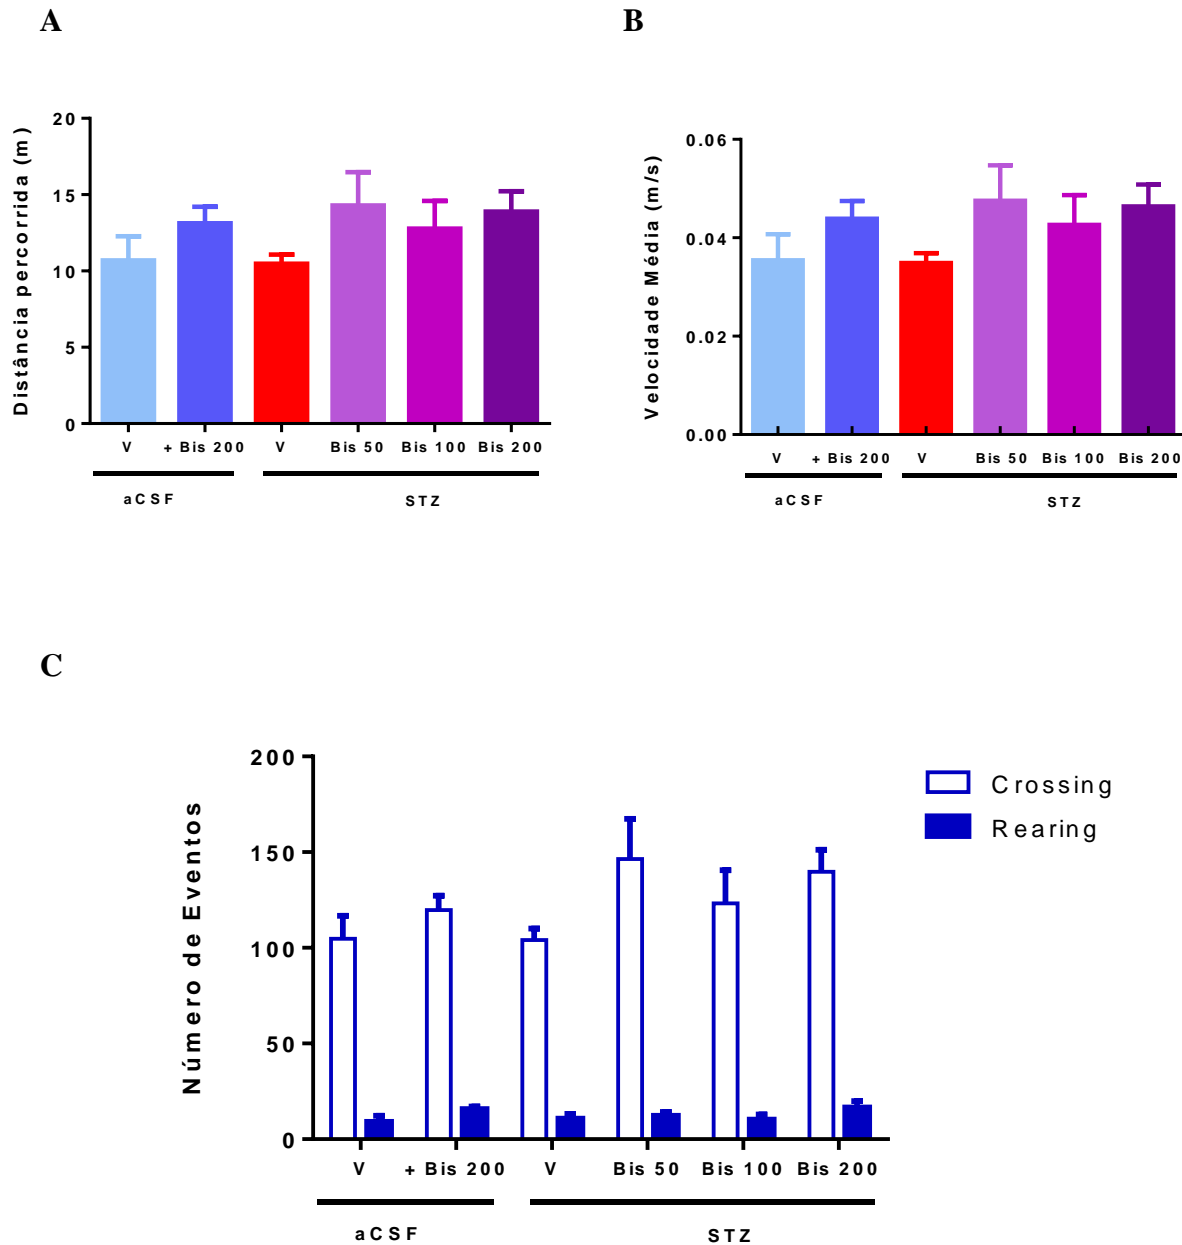 A
Distância percorrida (m)
20
15
10
5
0
V + Bis 200 V Bis 50 Bis 100 Bis 200
aCSF STZ
B
Velocidade Média (m/s)
0.06
0.04
0.02
0.00
V + Bis 200 V Bis 50 Bis 100 Bis 200
aCSF STZ
C
Número de Eventos
200
150
100
50
0
V + Bis 200 V Bis 50 Bis 100 Bis 200
aCSF STZ
Crossing
Rearing